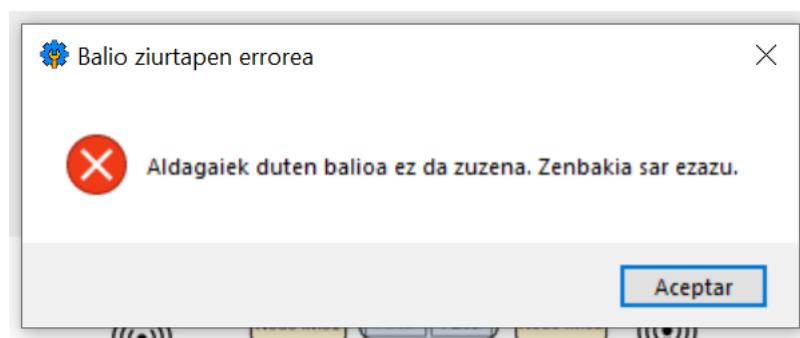 Balio ziurtapen errorea
Aldagaiek duten balioa ez da zuzena. Zenbakia sar ezazu.
Aceptar